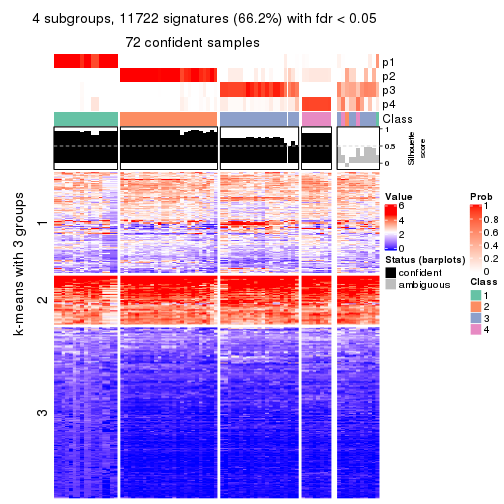 4 subgroups, 11722 signatures (66.2%) with fdr < 0.05
72 confident samples
p1
p2
p3
p4
Class
1
0.5
0
Silhouette
score
k-means with 3 groups
1
2
3
Value
6
4
2
0
Status (barplots)
confident
ambiguous
Prob
1
0.8
0.6
0.4
0.2
0
Class
1
2
3
4